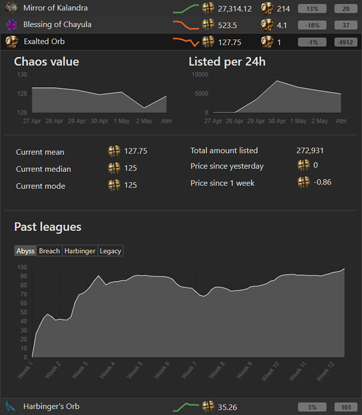 Mirror of Kalandra 27,314.12 214 13% 20
Blessing of Chayula 523.5 4.1 -18% 37
Exalted Orb 127.75 1 -1% 4912
Chaos value Listed per 24h
130 10000
128 5000
126 0
27 Apr 28 Apr 29 Apr 30 Apr 1 May 2 May Atm 27 Apr 28 Apr 29 Apr 30 Apr 1 May 2 May Atm
Current mean 127.75 Total amount listed 272,931
Current median 125 Price since yesterday 0
Current mode 125 Price since 1 week -0.86
Past leagues
Abyss Breach Harbinger Legacy
100
90
80
70
60
50
40
30
20
10
0
Week 1 Week 2 Week 3 Week 4 Week 5 Week 6 Week 7 Week 8 Week 9 Week 10 Week 11 Week 12
Harbinger's Orb 35.26 3% 103